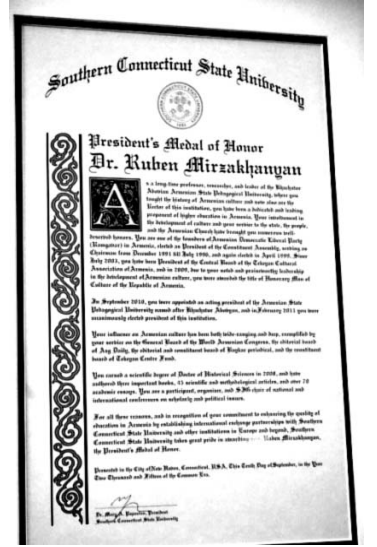 Southern Connecticut State University
President's Medal of Honor
Dr. Ruben Mirzakhanyan
As a long-time professor, researcher, and leader of the Khachatur
Abovian Armenian State Pedagogical University, where you
taught the history of Armenian culture and now also are the
Rector of this institution, you have been a dedicated and leading
proponent of higher education in Armenia. Your involvement in
the development of culture and your service to the state, the people,
and the Armenian Church have brought you numerous well-
deserved honors. You are one of the founders of Armenian Democratic Liberal Party
(Ramgavar) in Armenia, elected as President of the Constituent Assembly, working as
Chairman from December 1991 till July 1996, and again elected in April 1999. Since
July 2003, you have been President of the Central Board of the Tekeyan Cultural
Association of Armenia, and in 2009, due to your noted and praiseworthy leadership
in the development of Armenian culture, you were awarded the title of Honorary Man of
Culture of the Republic of Armenia.
In September 2010, you were appointed as acting president of the Armenian State
Pedagogical University named after Khachatur Abovyan, and in February 2011 you were
unanimously elected president of this institution.
Your influence on Armenian culture has been both wide-ranging and deep, exemplified by
your service on the General Board of the World Armenian Congress, the editorial board
of Azg Daily, the editorial and constituent board of periodical, and the constituent
board of Tekeyan Centre Fund.
You earned a scientific degree of Doctor of Historical Sciences in 2008, and have
authored three important books, 45 scientific and methodological articles, and over 20
academic essays. You are a participant, organizer, and chair of national and
international conferences on scholarly and political issues.
For all these reasons, and in recognition of your commitment to enhancing the quality of
education in Armenia by establishing international exchange partnerships with Southern
Connecticut State University and other institutions in Europe and beyond, Southern
Connecticut State University takes great pride in awarding Ruben Mirzakhanyan,
the President's Medal of Honor.
Presented in the City of New Haven, Connecticut, USA, This Tenth Day of September, in the Year
Two Thousand and Fifteen of the Common Era.
Dr. Mary A. Papazian, President
Southern Connecticut State University